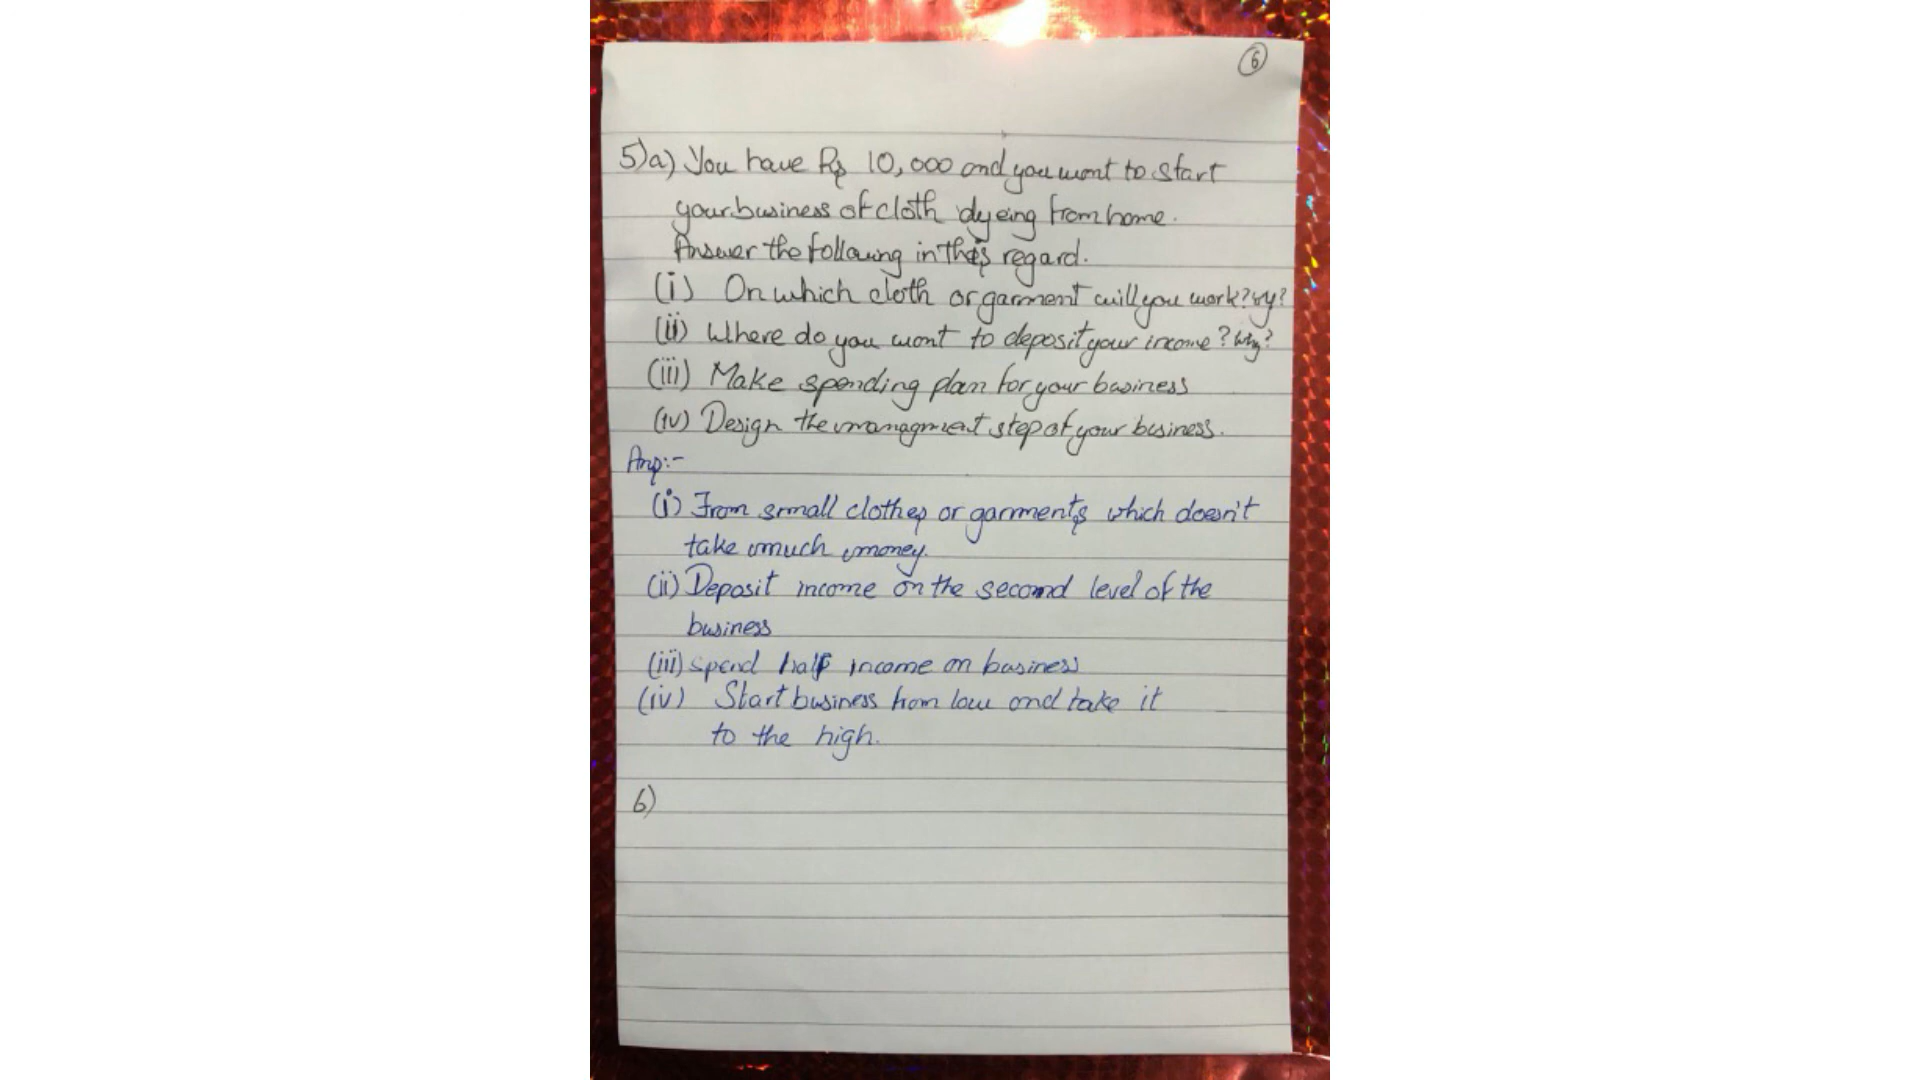 6
5)a) You have Rs 10,000 and you want to start
your business of cloth dyeing from home.
Answer the following in this regard.
(i) On which cloth or garment will you work? wy?
(ii) Where do you want to deposit your income? why?
(iii) Make spending plan for your business
(iv) Design the managment step of your business.
Ans:-
(i) From small clothes or garments which doesn't
take much money.
(ii) Deposit income on the second level of the
business
(iii) spend half income on business
(iv) Start business from low and take it
to the high.
6)